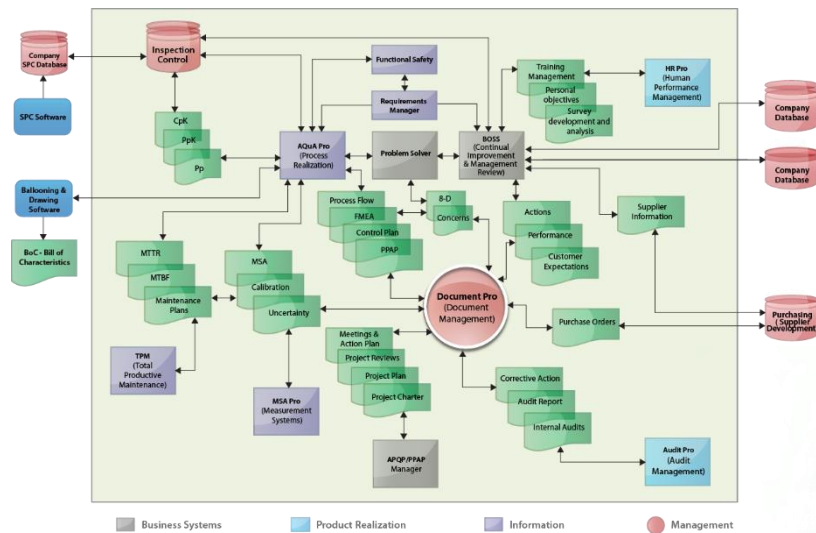 Company
SPC Database
SPC Software
Ballooning &
Drawing Software
BoC - Bill of
Characteristics
Inspection
Control
CpK
PpK
Pp
Functional Safety
Requirements
Manager
AQuA Pro
(Process
Realization)
Problem
Solver
BOSS
(Continual
Improvement
& Management
Review)
Training
Management
Personal
objectives
Survey
development and
analysis
HR Pro
(Human
Performance
Management)
Company
Database
Company
Database
Process Flow
FMEA
Control Plan
PPAP
8-D
Concerns
Actions
Performance
Customer
Expectations
Supplier
Information
MTTR
MTBF
Maintenance
Plans
MSA
Calibration
Uncertainty
Document Pro
(Document
Management)
Purchase Orders
Purchasing
( Supplier
Development)
TPM
(Total
Productive
Maintenance)
MSA Pro
(Measurement
Systems)
Meetings &
Action Plan
Project Reviews
Project Plan
Project Charter
APQP/PPAP
Manager
Corrective Action
Audit Report
Internal Audits
Audit Pro
(Audit
Management)
Business Systems
Product Realization
Information
Management